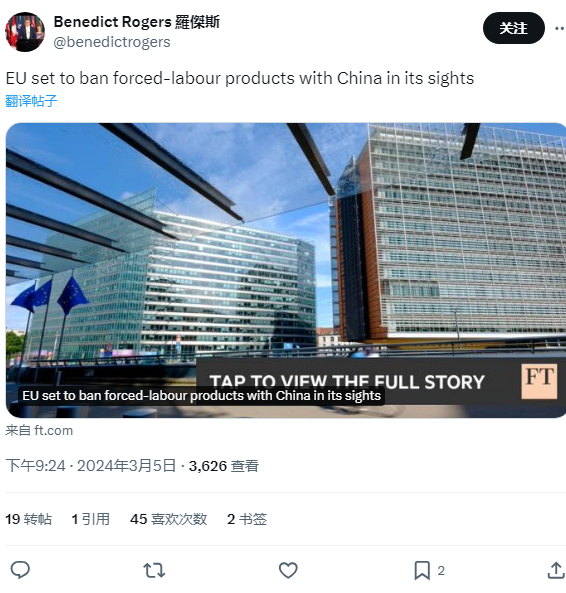 Benedict Rogers 羅傑斯
@benedictrogers
关注
EU set to ban forced-labour products with China in its sights
翻译帖子
TAP TO VIEW THE FULL STORY
FT
EU set to ban forced-labour products with China in its sights
来自 ft.com
下午9:24 · 2024年3月5日 · 3,626 查看
19 转帖 1 引用 45 喜欢次数 2 书签
2